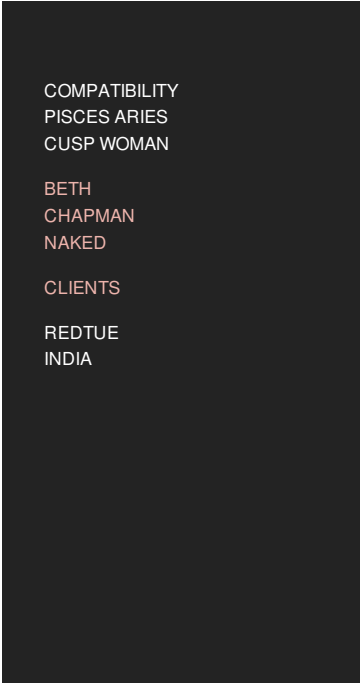 COMPATIBILITY
PISCES ARIES
CUSP WOMAN
BETH
CHAPMAN
NAKED
CLIENTS
REDTUE
INDIA